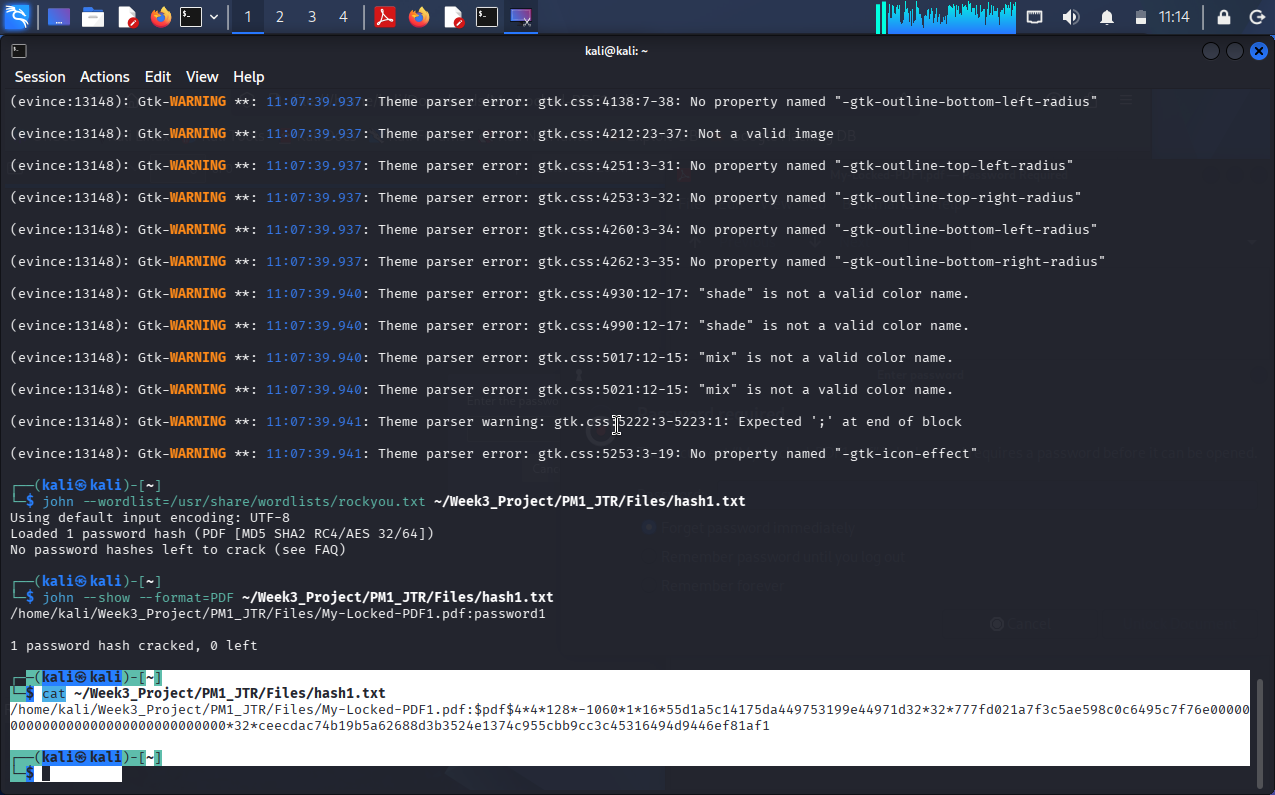 1 2 3 4 11:14
kali@kali: ~
Session Actions Edit View Help
(evince:13148): Gtk-WARNING **: 11:07:39.937: Theme parser error: gtk.css:4138:7-38: No property named "-gtk-outline-bottom-left-radius"
(evince:13148): Gtk-WARNING **: 11:07:39.937: Theme parser error: gtk.css:4212:23-37: Not a valid image
(evince:13148): Gtk-WARNING **: 11:07:39.937: Theme parser error: gtk.css:4251:3-31: No property named "-gtk-outline-top-left-radius"
(evince:13148): Gtk-WARNING **: 11:07:39.937: Theme parser error: gtk.css:4253:3-32: No property named "-gtk-outline-top-right-radius"
(evince:13148): Gtk-WARNING **: 11:07:39.937: Theme parser error: gtk.css:4260:3-34: No property named "-gtk-outline-bottom-left-radius"
(evince:13148): Gtk-WARNING **: 11:07:39.937: Theme parser error: gtk.css:4262:3-35: No property named "-gtk-outline-bottom-right-radius"
(evince:13148): Gtk-WARNING **: 11:07:39.940: Theme parser error: gtk.css:4930:12-17: "shade" is not a valid color name.
(evince:13148): Gtk-WARNING **: 11:07:39.940: Theme parser error: gtk.css:4990:12-17: "shade" is not a valid color name.
(evince:13148): Gtk-WARNING **: 11:07:39.940: Theme parser error: gtk.css:5017:12-15: "mix" is not a valid color name.
(evince:13148): Gtk-WARNING **: 11:07:39.940: Theme parser error: gtk.css:5021:12-15: "mix" is not a valid color name.
(evince:13148): Gtk-WARNING **: 11:07:39.941: Theme parser warning: gtk.css:5222:3-5223:1: Expected ';' at end of block
(evince:13148): Gtk-WARNING **: 11:07:39.941: Theme parser error: gtk.css:5253:3-19: No property named "-gtk-icon-effect"
┌──(kali㉿kali)-[~]
└─$ john --wordlist=/usr/share/wordlists/rockyou.txt ~/Week3_Project/PM1_JTR/Files/hash1.txt
Using default input encoding: UTF-8
Loaded 1 password hash (PDF [MD5 SHA2 RC4/AES 32/64])
No password hashes left to crack (see FAQ)
┌──(kali㉿kali)-[~]
└─$ john --show --format=PDF ~/Week3_Project/PM1_JTR/Files/hash1.txt
/home/kali/Week3_Project/PM1_JTR/Files/My-Locked-PDF1.pdf:password1
1 password hash cracked, 0 left
┌──(kali㉿kali)-[~]
└─$ cat ~/Week3_Project/PM1_JTR/Files/hash1.txt
/home/kali/Week3_Project/PM1_JTR/Files/My-Locked-PDF1.pdf:$pdf$4*4*128*-1060*1*16*55d1a5c14175da449753199e44971d32*32*777fd021a7f3c5ae598c0c6495c7f76e00000
000000000000000000000000000*32*ceecdac74b19b5a62688d3b3524e1374c955cbb9cc3c45316494d9446ef81af1
┌──(kali㉿kali)-[~]
└─$